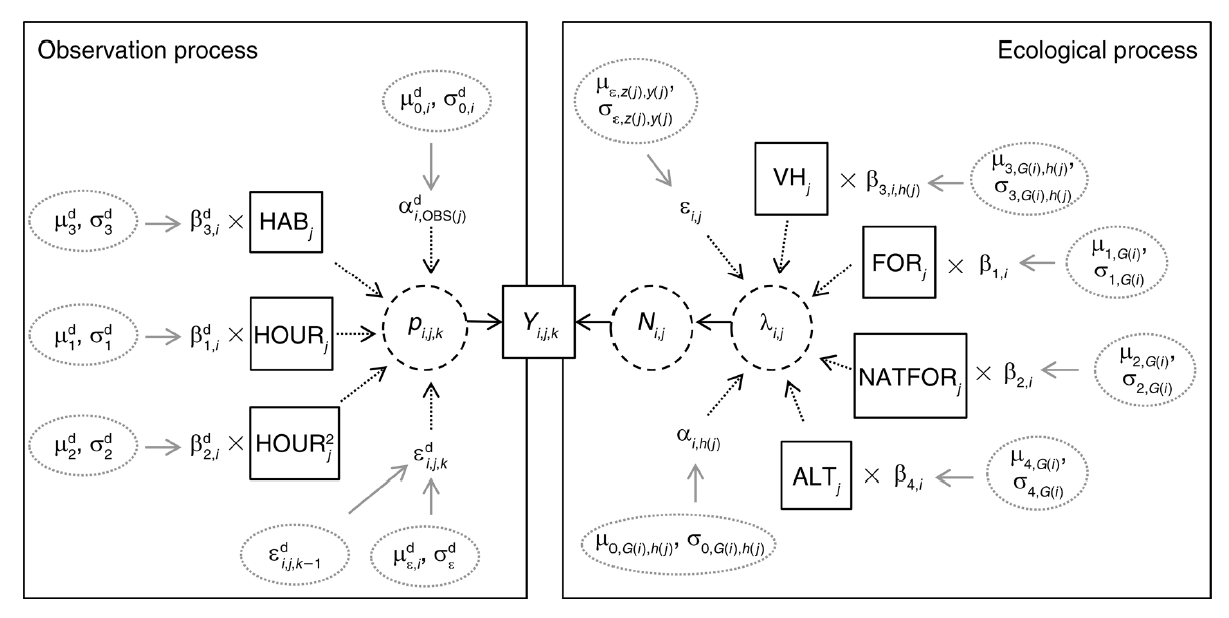 Observation process
μ^d_{0,i}, σ^d_{0,i}
α^d_{i,OBS(j)}
μ^d_3, σ^d_3
β^d_{3,i} × HAB_j
μ^d_1, σ^d_1
β^d_{1,i} × HOUR_j
p_{i,j,k}
μ^d_2, σ^d_2
β^d_{2,i} × HOUR^2_j
ε^d_{i,j,k}
ε^d_{i,j,k−1}
μ^d_{ε,i}, σ^d_ε
Y_{i,j,k}
Ecological process
μ_{ε,z(j),y(j)},
σ_{ε,z(j),y(j)}
ε_{i,j}
VH_j × β_{3,i,h(j)}
μ_{3,G(i),h(j)},
σ_{3,G(i),h(j)}
FOR_j × β_{1,i}
μ_{1,G(i)},
σ_{1,G(i)}
N_{i,j}
λ_{i,j}
NATFOR_j × β_{2,i}
μ_{2,G(i)},
σ_{2,G(i)}
α_{i,h(j)}
ALT_j × β_{4,i}
μ_{4,G(i)},
σ_{4,G(i)}
μ_{0,G(i),h(j)}, σ_{0,G(i),h(j)}